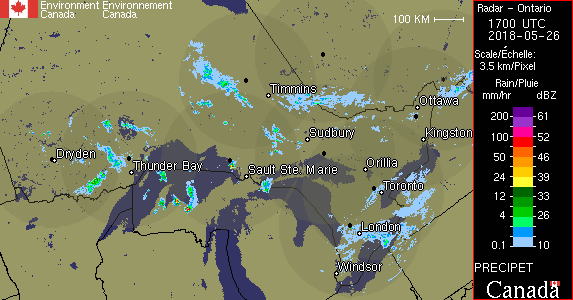 Environment Environnement
Canada Canada
100 KM
Timmins
Ottawa
Sudbury
Kingston
Dryden
Thunder Bay
Sault Ste. Marie
Orillia
Toronto
London
Windsor
Radar - Ontario
1700 UTC
2018-05-26
Scale/Échelle:
3.5 km/Pixel
Rain/Pluie
mm/hr dBZ
200 61
100 52
50 46
24 39
12 33
4 26
2 20
0.1 10
PRECIPET
Canada